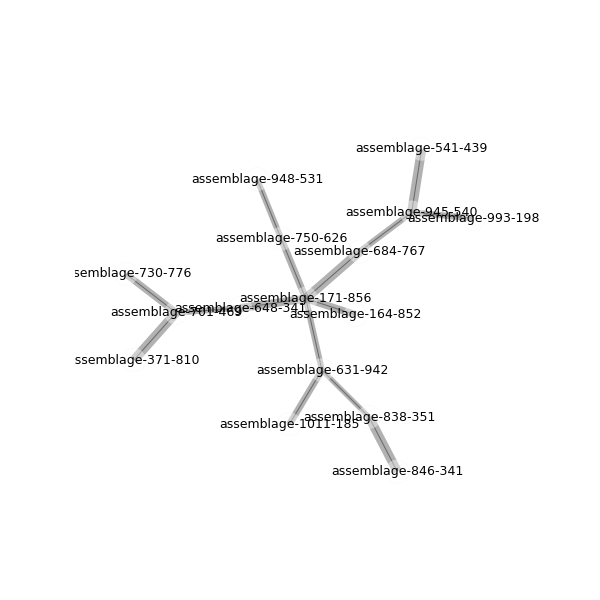 assemblage-541-439
assemblage-948-531
assemblage-945-540
assemblage-993-198
assemblage-750-626
assemblage-684-767
ssemblage-730-776
assemblage-171-856
assemblage-648-341
assemblage-701-469
assemblage-164-852
ssemblage-371-810
assemblage-631-942
assemblage-838-351
assemblage-1011-185
assemblage-846-341